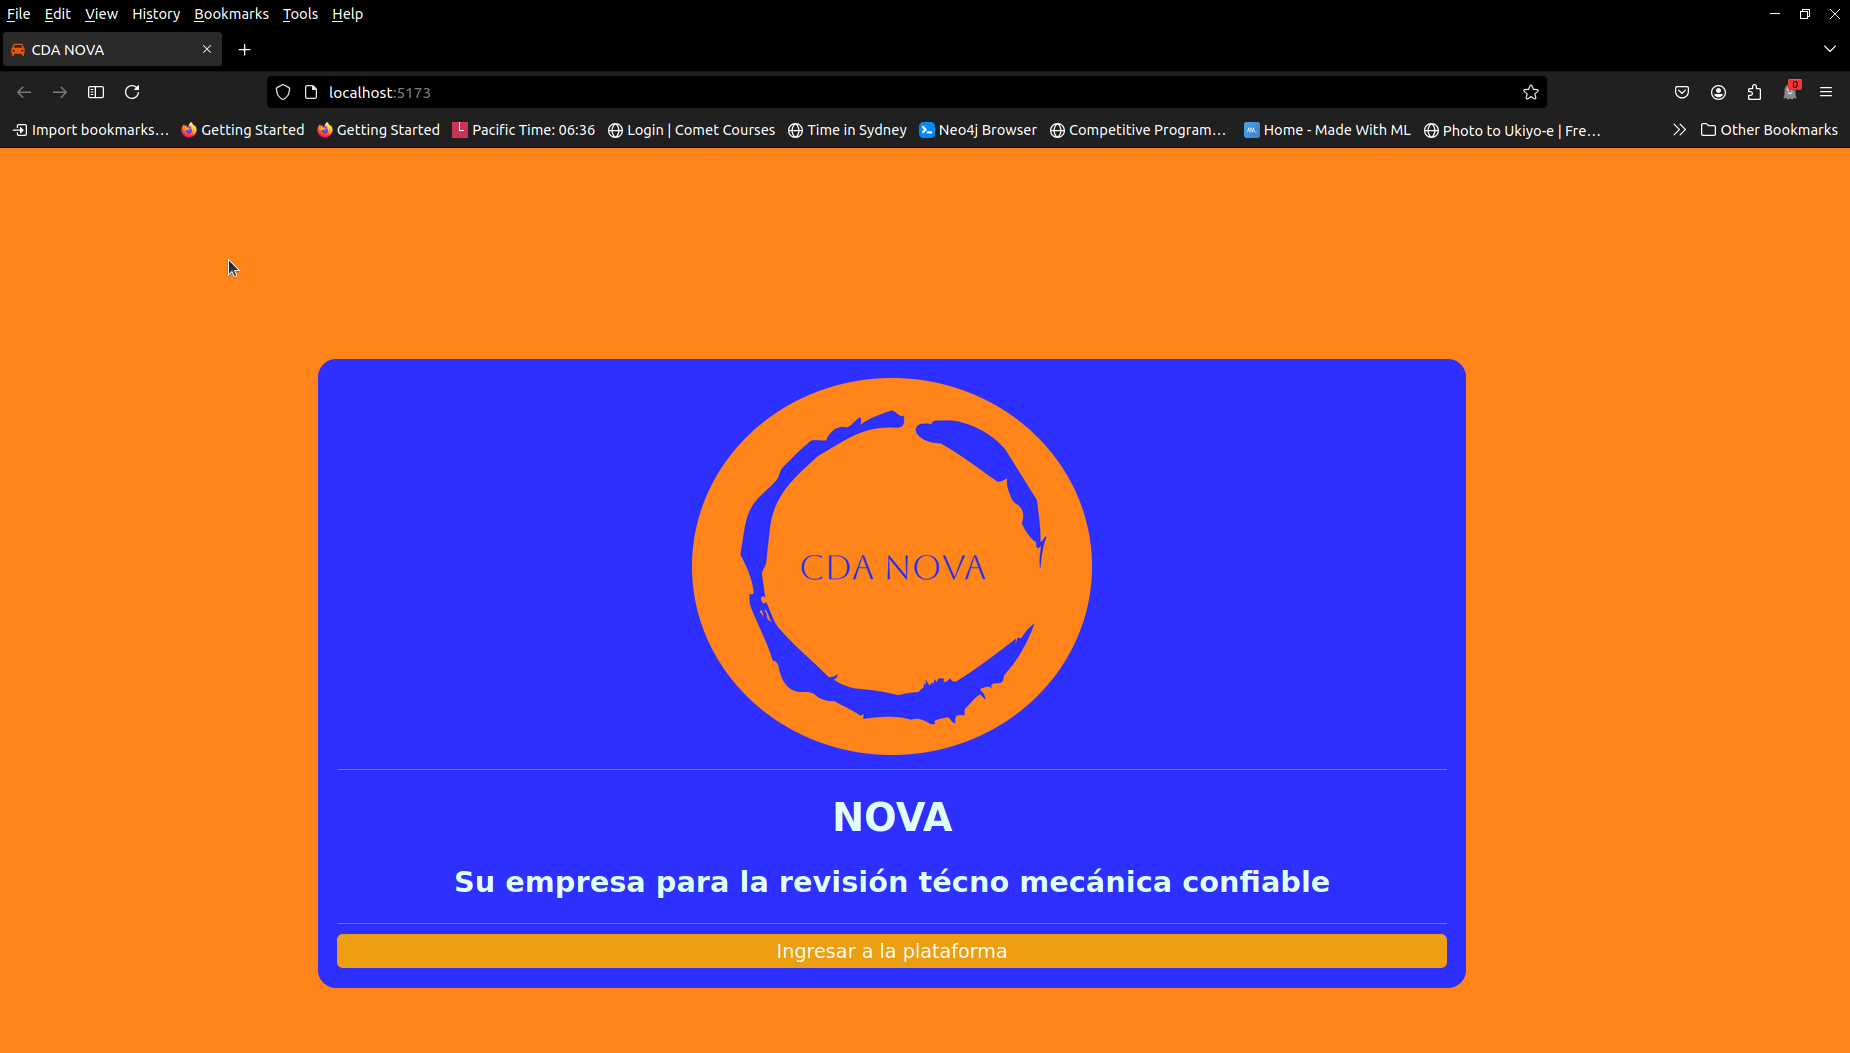 File Edit View History Bookmarks Tools Help
CDA NOVA
localhost:5173
0
Import bookmarks… Getting Started Getting Started Pacific Time: 06:36 Login | Comet Courses Time in Sydney Neo4j Browser Competitive Program… Home - Made With ML Photo to Ukiyo-e | Fre… Other Bookmarks
CDA NOVA
NOVA
Su empresa para la revisión técno mecánica confiable
Ingresar a la plataforma